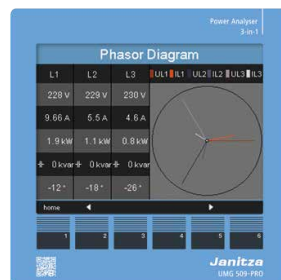 Power Analyser
3-in-1
Phasor Diagram
L1 L2 L3 UL1 IL1 UL2 IL2 UL3 IL3
228 V 229 V 230 V
9.66 A 5.5 A 4.6 A
1.9 kW 1.1 kW 0.8 kW
0 kvar 0 kvar 0 kvar
-12° -18° -26°
home
1 2 3 4 5 6
Janitza
UMG 509-PRO